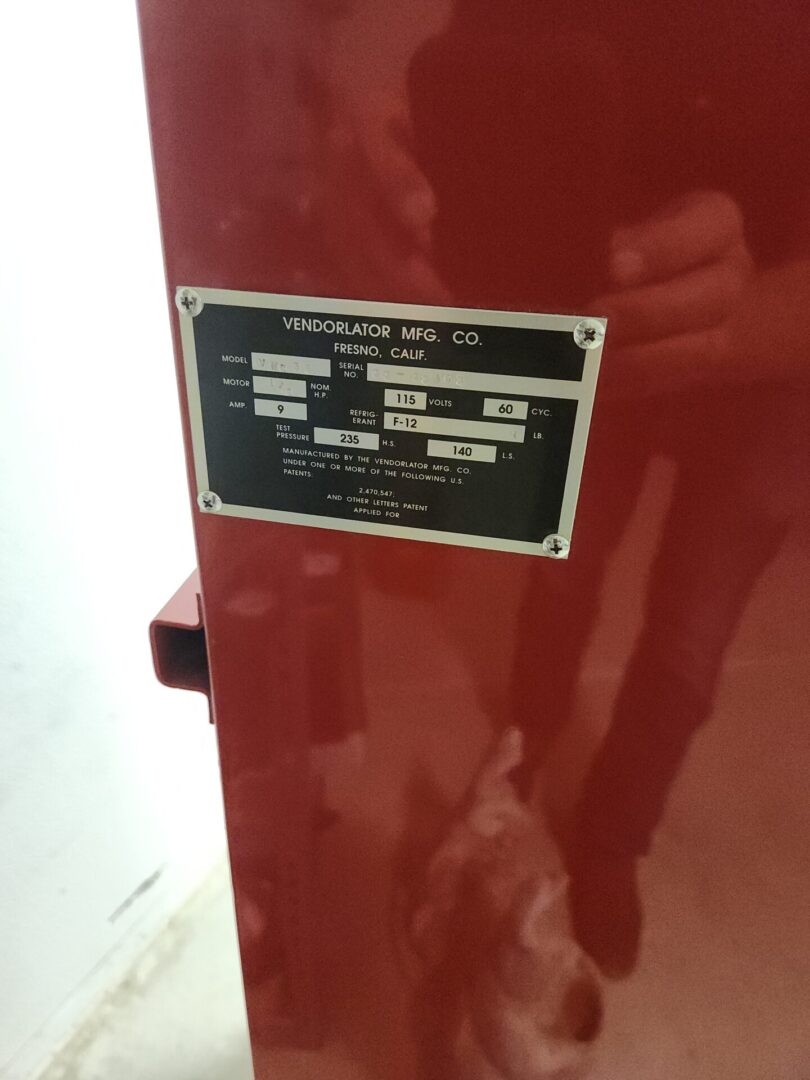 VENDORLATOR MFG. CO.
FRESNO, CALIF.
MODEL SERIAL NO.
MOTOR NOM. H.P. 115 VOLTS 60 CYC.
AMP. 9 REFRIG- ERANT F-12 LB.
TEST PRESSURE 235 H.S. 140 L.S.
MANUFACTURED BY THE VENDORLATOR MFG. CO.
UNDER ONE OR MORE OF THE FOLLOWING U.S.
PATENTS:
2,470,547;
AND OTHER LETTERS PATENT
APPLIED FOR